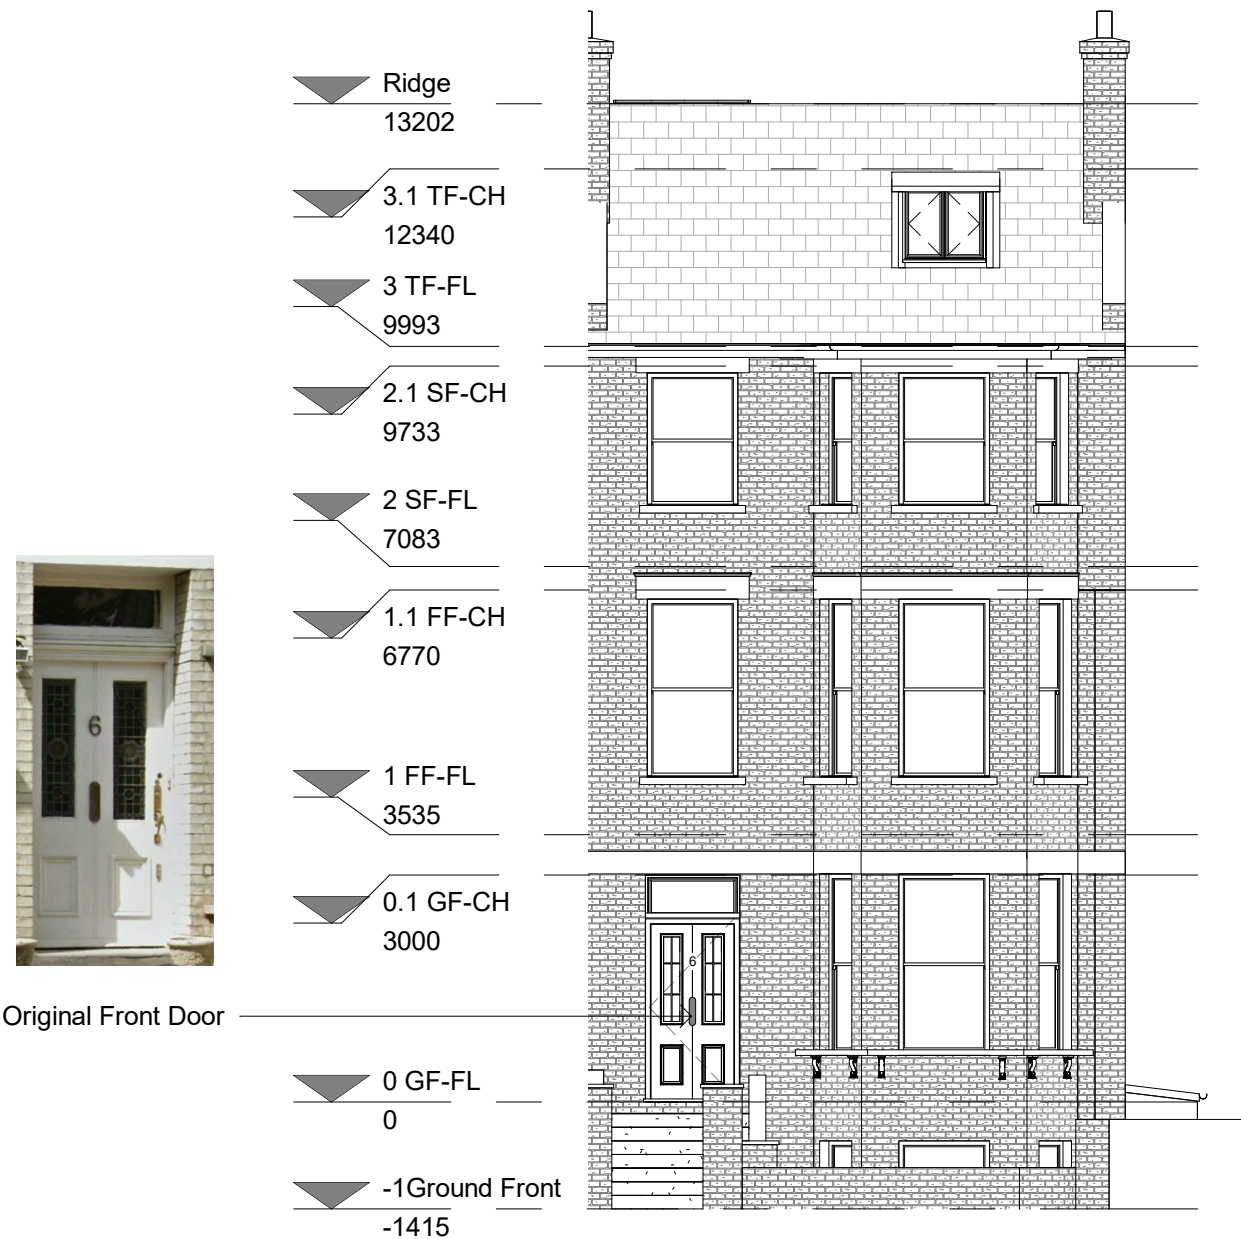 Ridge
13202
3.1 TF-CH
12340
3 TF-FL
9993
2.1 SF-CH
9733
2 SF-FL
7083
1.1 FF-CH
6770
6
1 FF-FL
3535
0.1 GF-CH
3000
6
Original Front Door
0 GF-FL
0
-1Ground Front
-1415